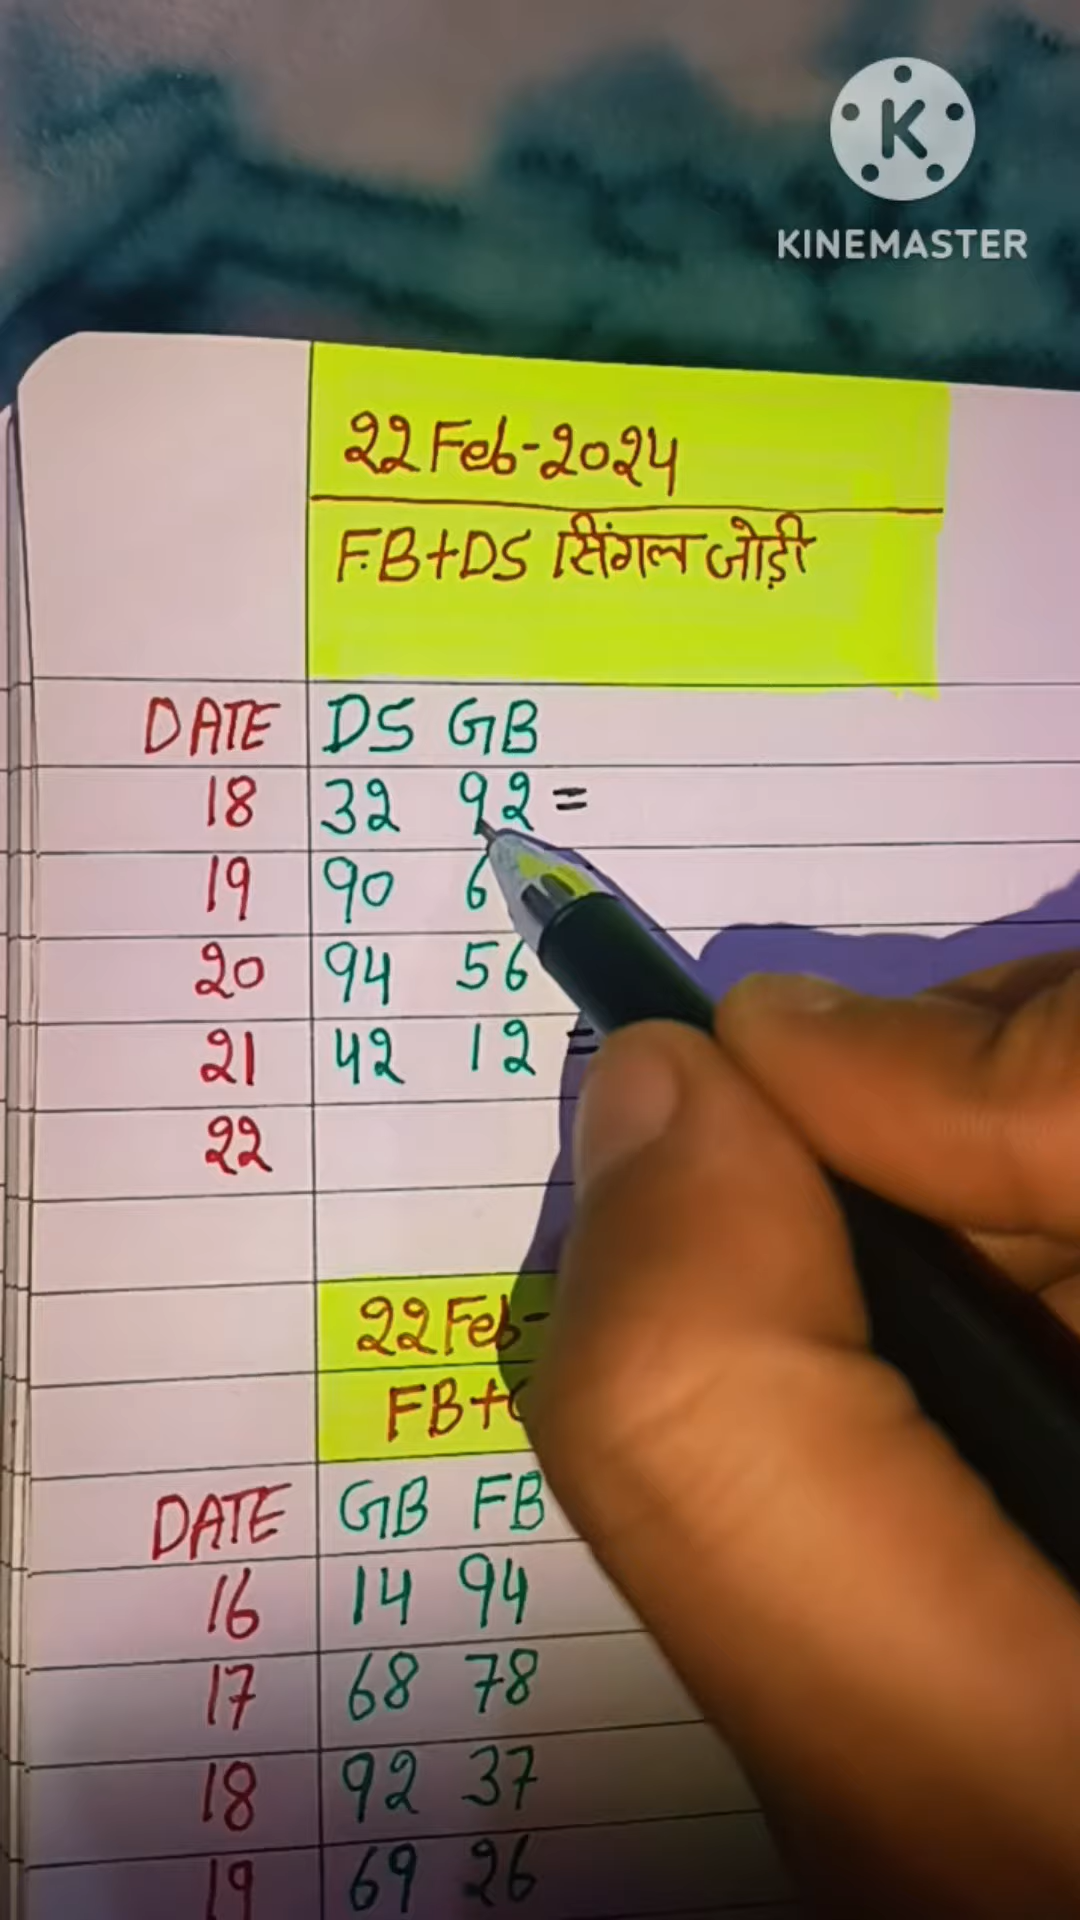 KINEMASTER
22 Feb-2024
F.B+DS सिंगल जोड़ी
DATE DS GB
18 32 92 =
19 90 6
20 94 56
21 42 12 =
22
22 Feb-
FB+
DATE GB FB
16 14 94
17 68 78
18 92 37
19 69 26